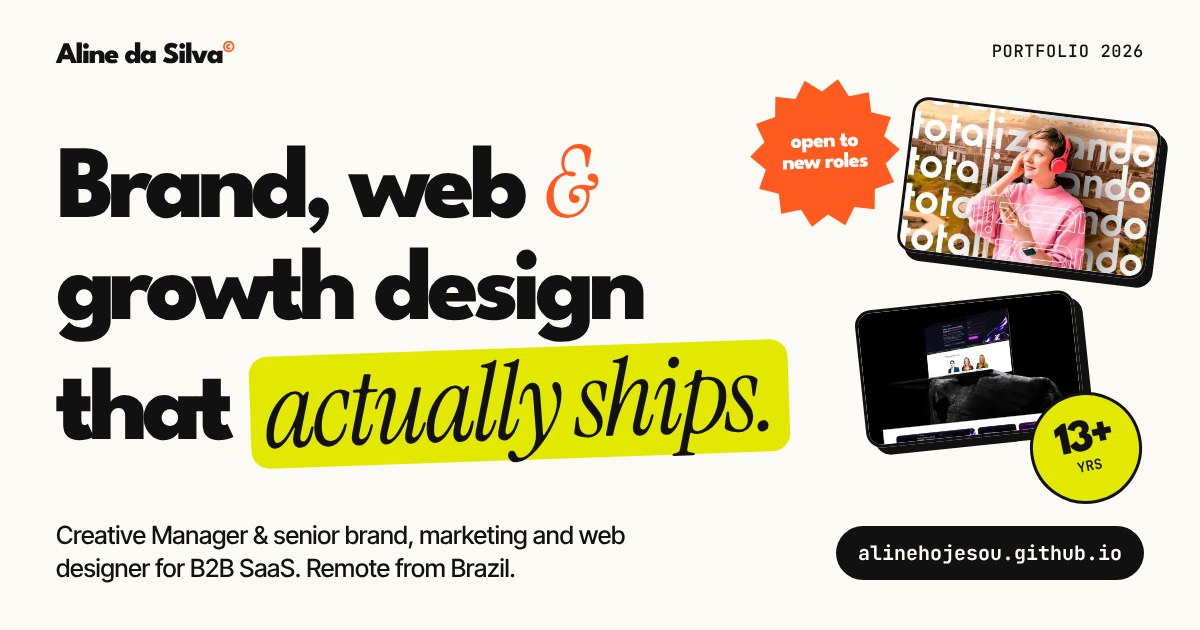 Aline da Silva©
PORTFOLIO 2026
Brand, web &
growth design
that actually ships.
open to
new roles
totalizando
totalizando
totalizando
totalizando
13+
YRS
Creative Manager & senior brand, marketing and web
designer for B2B SaaS. Remote from Brazil.
alinehojesou.github.io